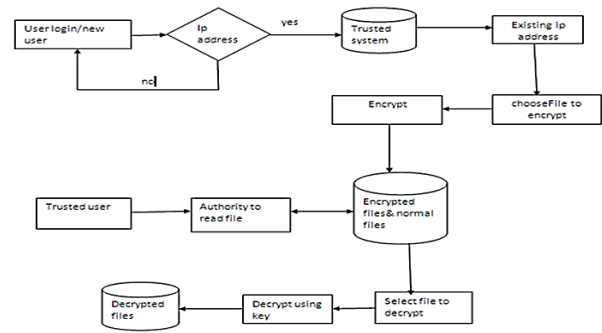 User login/new
user
Ip
address
yes
Trusted
system
Existing ip
address
no
Encrypt
chooseFile to
encrypt
Trusted user
Authority to
read file
Encrypted
files& normal
files
Decrypted
files
Decrypt using
key
Select file to
decrypt